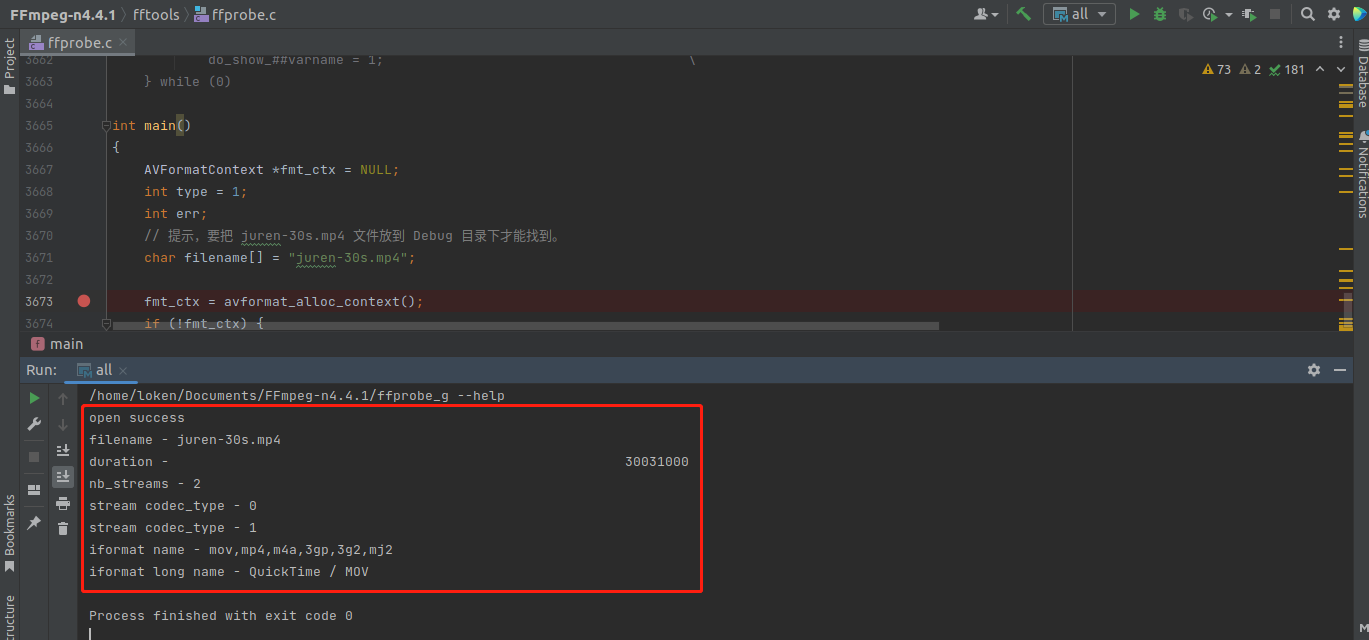 FFmpeg-n4.4.1 〉 fftools 〉 ffprobe.c
all
ffprobe.c
Project
73 2 181
Database
Notifications
3662 do_show_##varname = 1; \
3663 } while (0)
3664
3665 int main()
3666 {
3667 AVFormatContext *fmt_ctx = NULL;
3668 int type = 1;
3669 int err;
3670 // 提示，要把 juren-30s.mp4 文件放到 Debug 目录下才能找到。
3671 char filename[] = "juren-30s.mp4";
3672
3673 fmt_ctx = avformat_alloc_context();
3674 if (!fmt_ctx) {
f main
Run: all
/home/loken/Documents/FFmpeg-n4.4.1/ffprobe_g --help
open success
filename - juren-30s.mp4
duration - 30031000
nb_streams - 2
stream codec_type - 0
stream codec_type - 1
iformat name - mov,mp4,m4a,3gp,3g2,mj2
iformat long name - QuickTime / MOV
Process finished with exit code 0
Bookmarks
ructure
M